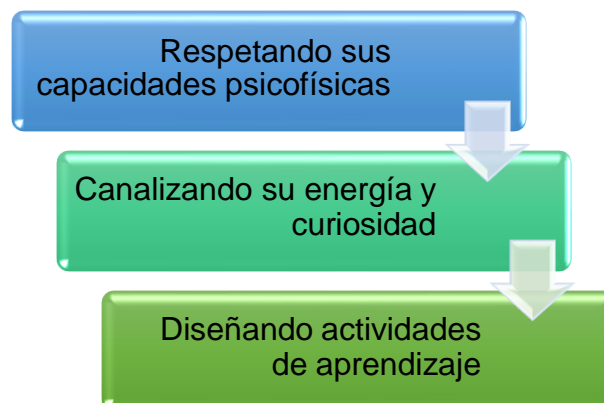 Respetando sus
capacidades psicofísicas
Canalizando su energía y
curiosidad
Diseñando actividades
de aprendizaje